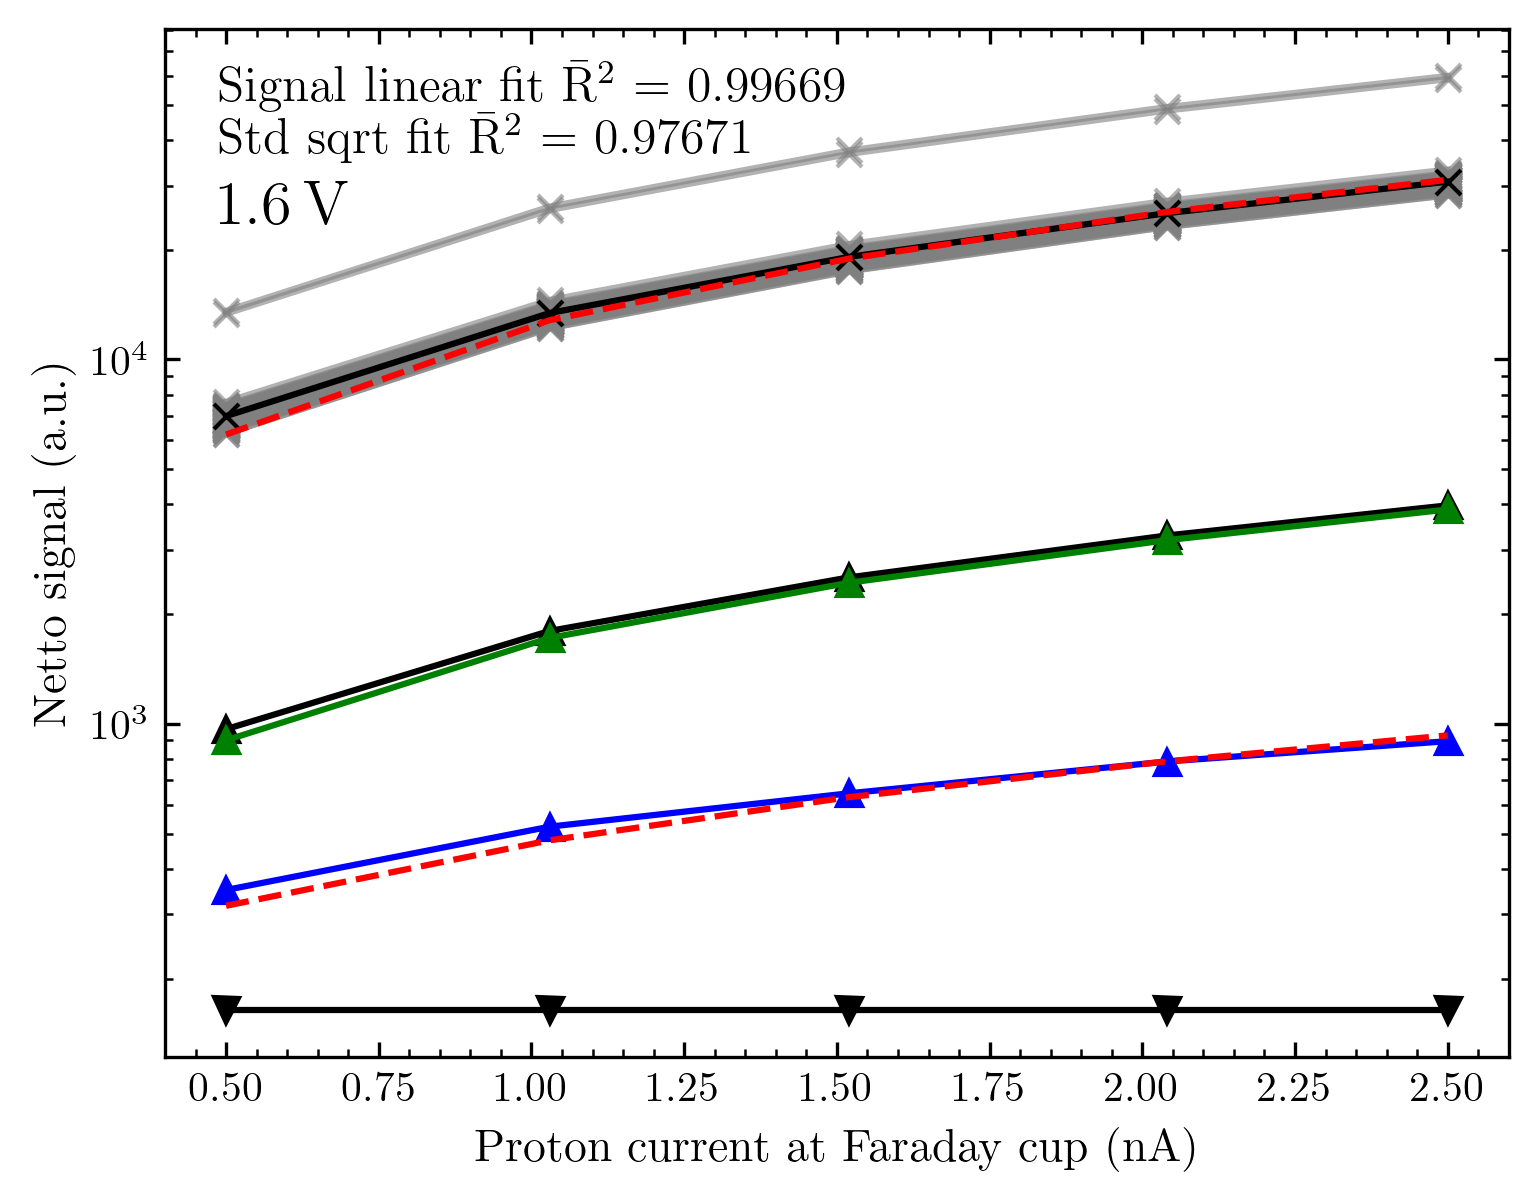 Signal linear fit R̄² = 0.99669
Std sqrt fit R̄² = 0.97671
1.6 V
Netto signal (a.u.)
10⁴
10³
0.50 0.75 1.00 1.25 1.50 1.75 2.00 2.25 2.50
Proton current at Faraday cup (nA)